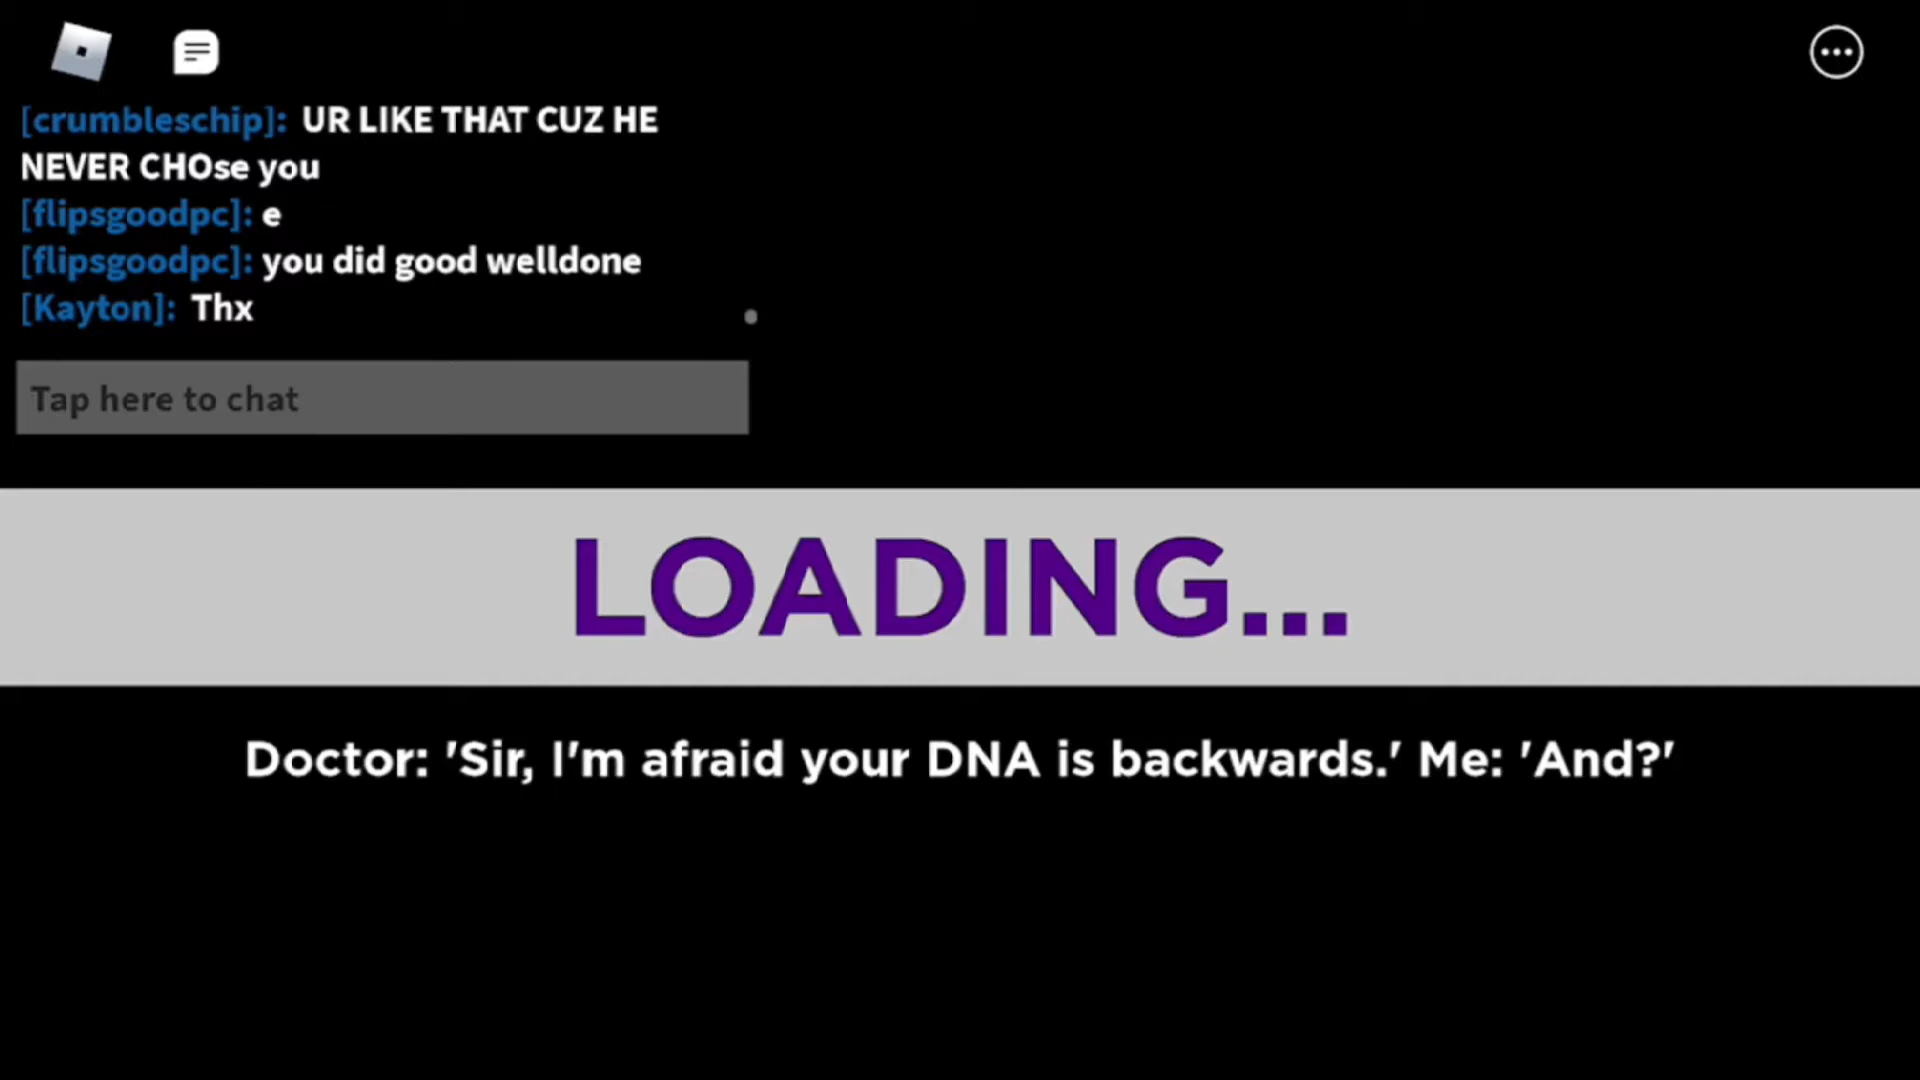 [crumbleschip]: UR LIKE THAT CUZ HE
NEVER CHOse you
[flipsgoodpc]: e
[flipsgoodpc]: you did good welldone
[Kayton]: Thx
Tap here to chat
LOADING...
Doctor: 'Sir, I'm afraid your DNA is backwards.' Me: 'And?'